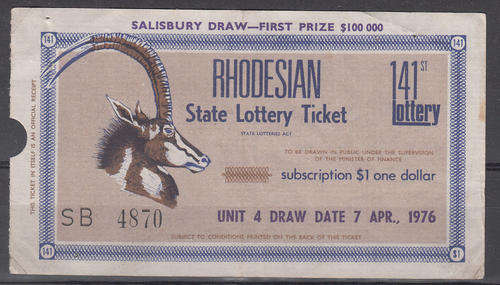 SALISBURY DRAW—FIRST PRIZE $100 000
141
141
RHODESIAN
State Lottery Ticket
STATE LOTTERIES ACT
141ST
Lottery
TO BE DRAWN IN PUBLIC UNDER THE SUPERVISION
OF THE MINISTER OF FINANCE
subscription $1 one dollar
SB 4870
UNIT 4 DRAW DATE 7 APR., 1976
SUBJECT TO CONDITIONS PRINTED ON THE BACK OF THIS TICKET
141
$1
THIS TICKET IN ITSELF IS AN OFFICIAL RECEIPT